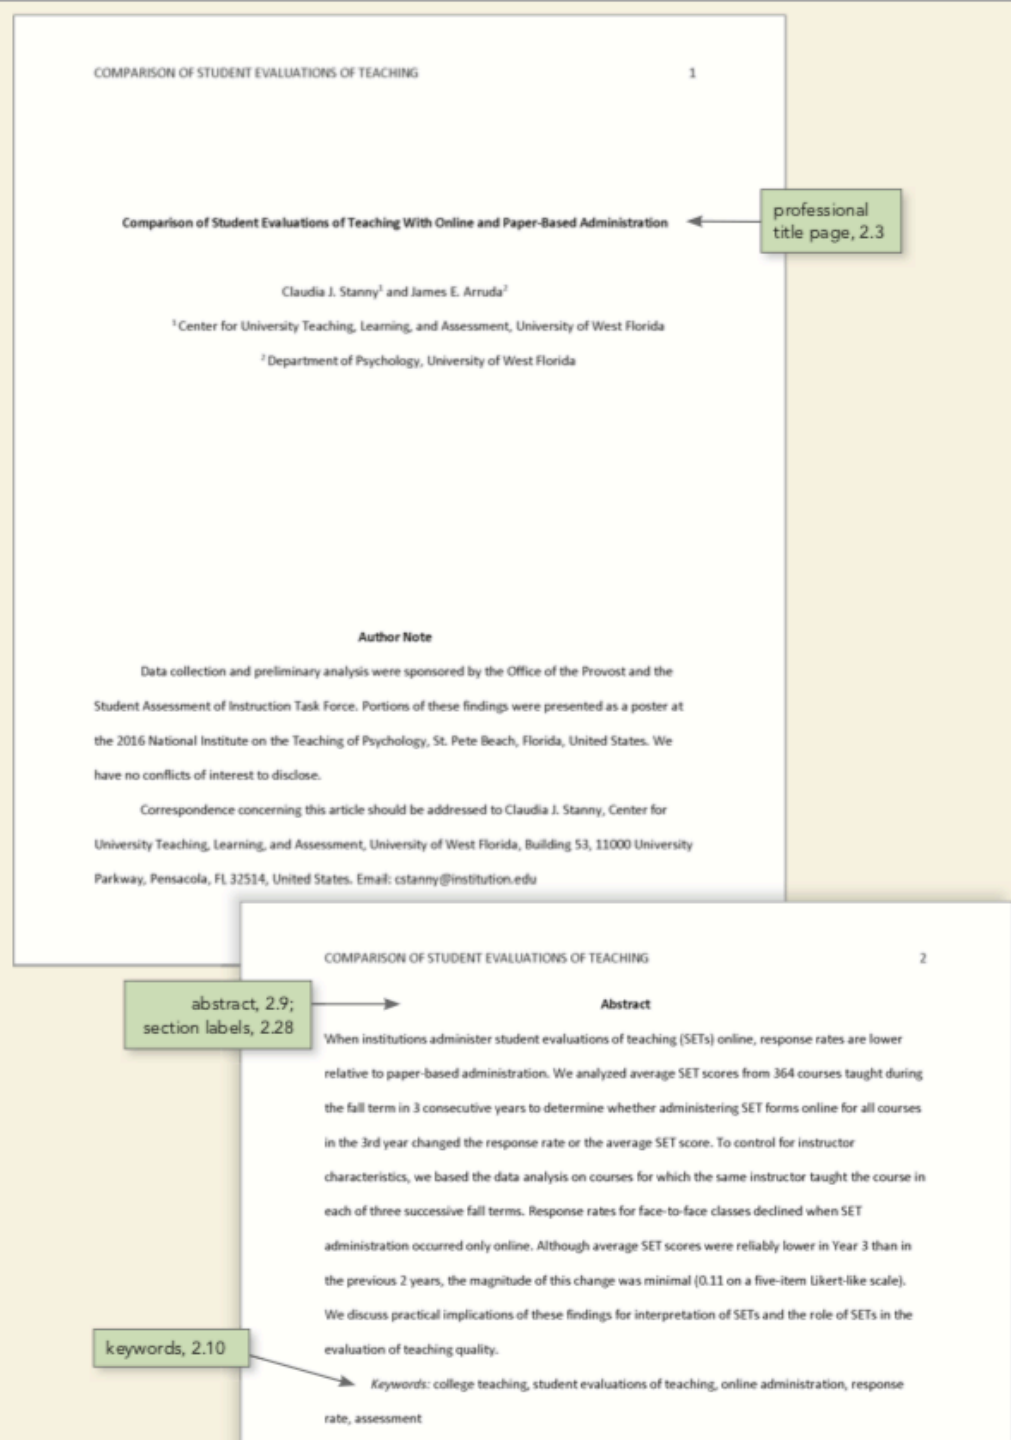 COMPARISON OF STUDENT EVALUATIONS OF TEACHING 1
Comparison of Student Evaluations of Teaching With Online and Paper-Based Administration
professional
title page, 2.3
Claudia J. Stanny¹ and James E. Arruda²
¹ Center for University Teaching, Learning, and Assessment, University of West Florida
² Department of Psychology, University of West Florida
Author Note
Data collection and preliminary analysis were sponsored by the Office of the Provost and the
Student Assessment of Instruction Task Force. Portions of these findings were presented as a poster at
the 2016 National Institute on the Teaching of Psychology, St. Pete Beach, Florida, United States. We
have no conflicts of interest to disclose.
Correspondence concerning this article should be addressed to Claudia J. Stanny, Center for
University Teaching, Learning, and Assessment, University of West Florida, Building 53, 11000 University
Parkway, Pensacola, FL 32514, United States. Email: cstanny@institution.edu
COMPARISON OF STUDENT EVALUATIONS OF TEACHING 2
abstract, 2.9;
section labels, 2.28
Abstract
When institutions administer student evaluations of teaching (SETs) online, response rates are lower
relative to paper-based administration. We analyzed average SET scores from 364 courses taught during
the fall term in 3 consecutive years to determine whether administering SET forms online for all courses
in the 3rd year changed the response rate or the average SET score. To control for instructor
characteristics, we based the data analysis on courses for which the same instructor taught the course in
each of three successive fall terms. Response rates for face-to-face classes declined when SET
administration occurred only online. Although average SET scores were reliably lower in Year 3 than in
the previous 2 years, the magnitude of this change was minimal (0.11 on a five-item Likert-like scale).
We discuss practical implications of these findings for interpretation of SETs and the role of SETs in the
evaluation of teaching quality.
keywords, 2.10
Keywords: college teaching, student evaluations of teaching, online administration, response
rate, assessment